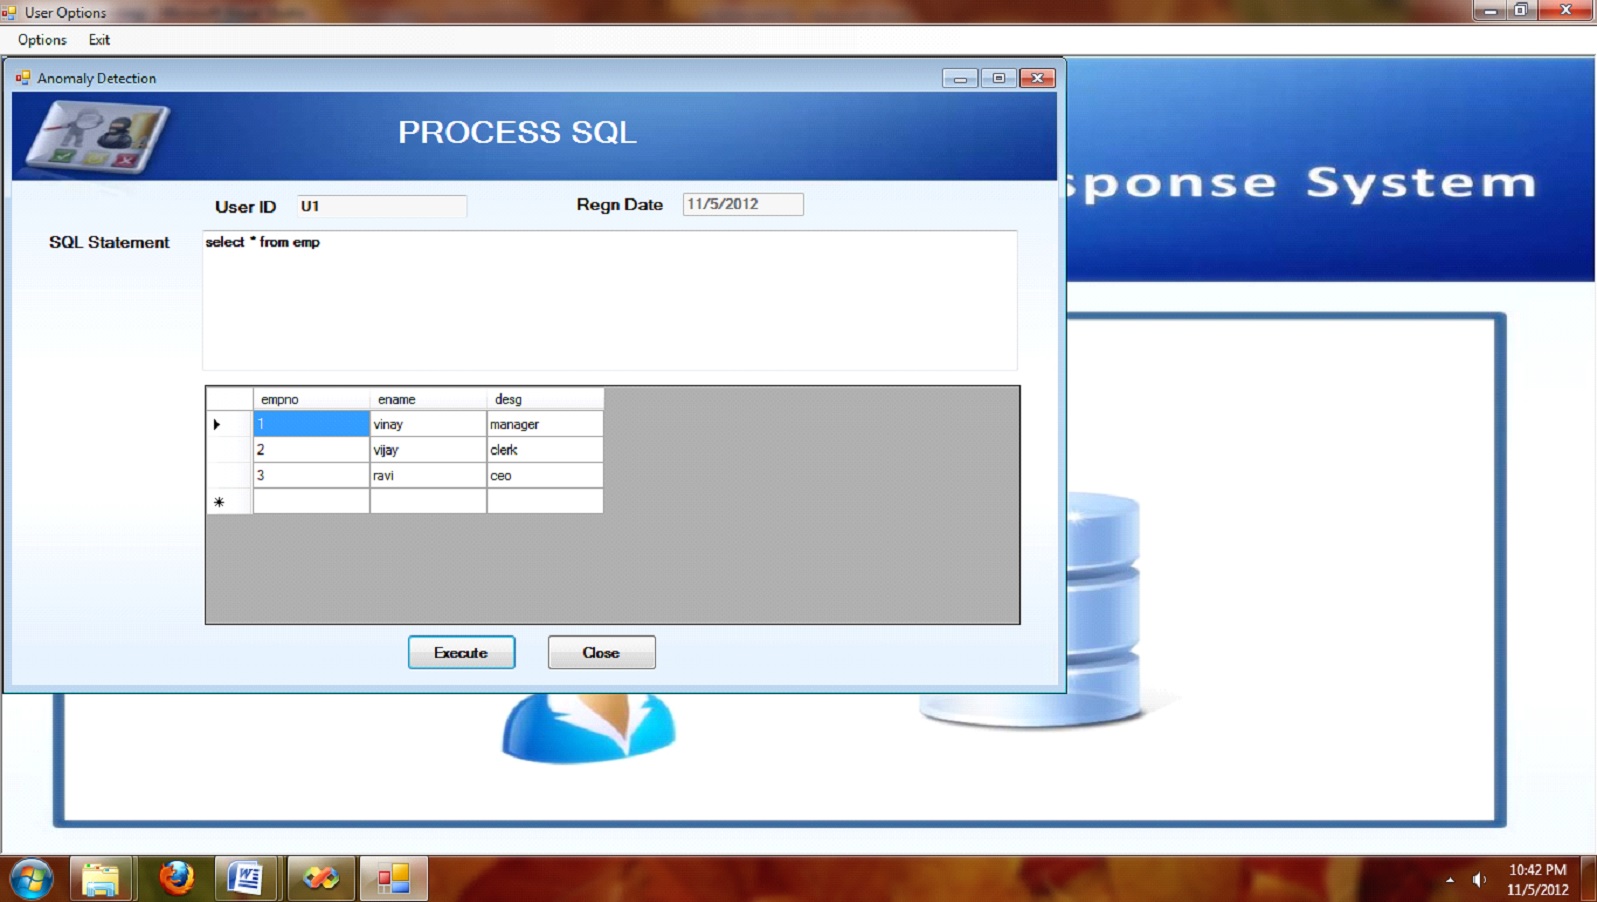 User Options
Options Exit
Anomaly Detection
PROCESS SQL
sponse System
User ID U1 Regn Date 11/5/2012
SQL Statement select * from emp
empno ename desg
1 vinay manager
2 vijay clerk
3 ravi ceo
Execute Close
10:42 PM
11/5/2012